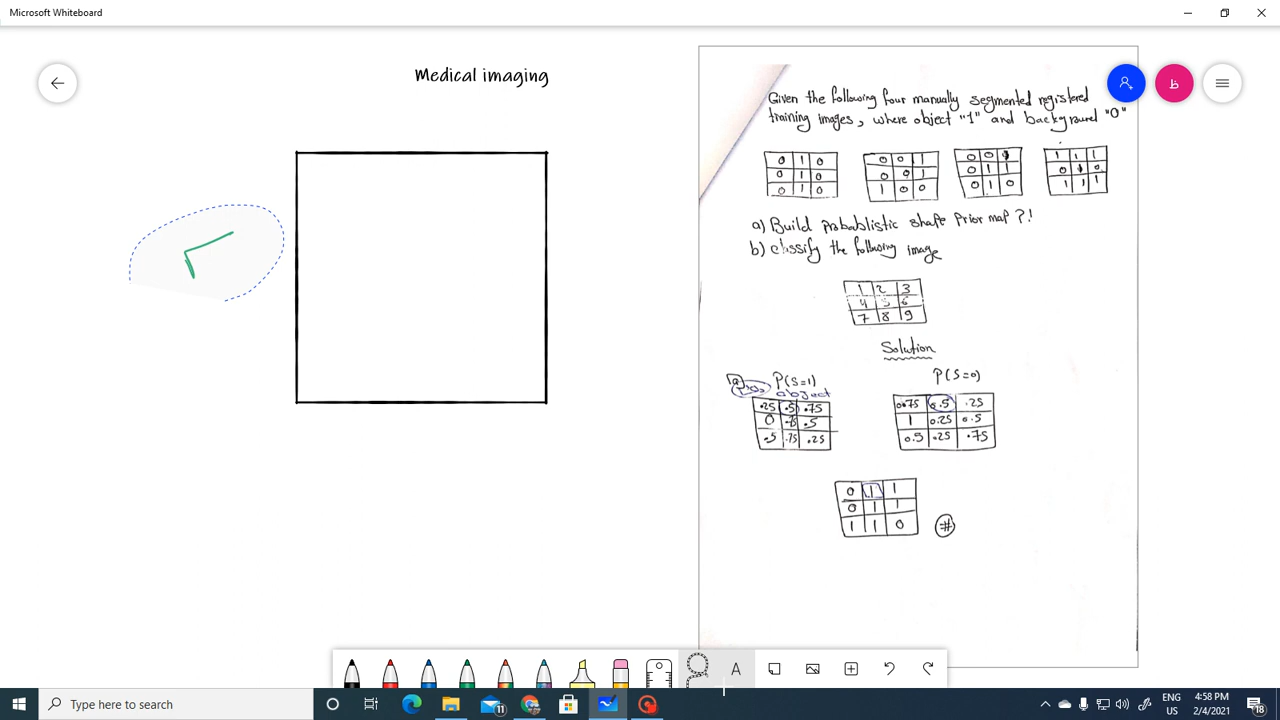 Microsoft Whiteboard
Medical imaging
Given the following four manually segmented registered
training images, where object "1" and background "0"
0 1 0
0 1 0
0 1 0
0 0 1
0 0 1
1 0 0
0 0 1
0 1 1
0 1 0
1 1 1
0 1 0
1 1 1
a) Build probablistic shape prior map ?!
b) classify the following image
1 2 3
4 5 6
7 8 9
Solution
P(S=1)
object
.25 .5 .75
0 .75 .5
.5 .75 .25
P(S=0)
0.75 0.5 .25
1 0.25 0.5
0.5 .25 .75
0 1 1
0 1 1
1 1 0
#
ط
A
Type here to search
11
ENG
US
4:58 PM
2/4/2021
18